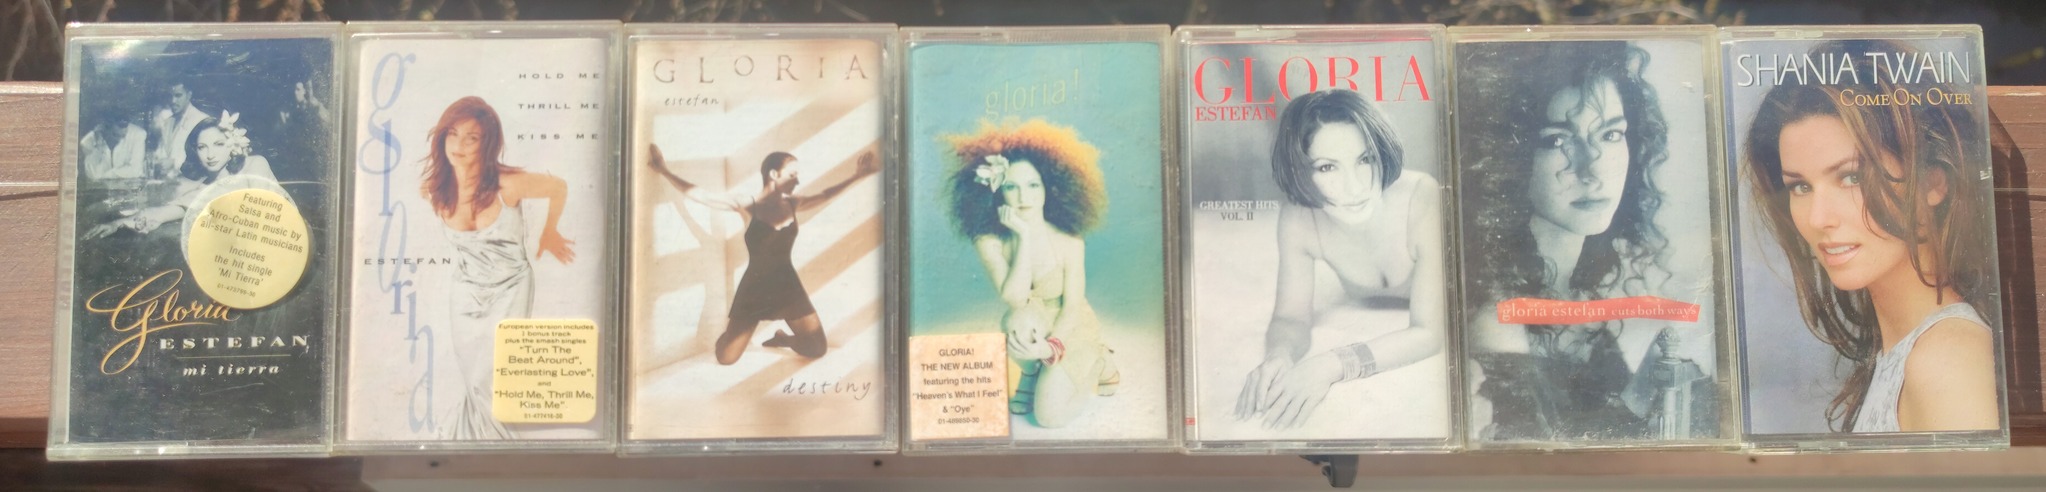 Featuring
Salsa and
Afro-Cuban music by
all-star Latin musicians
Includes
the hit single
'Mi Tierra'
Gloria
ESTEFAN
mi tierra
gloria
HOLD ME
THRILL ME
KISS ME
ESTEFAN
European version includes
1 bonus track
plus the smash singles
"Turn The
Beat Around",
"Everlasting Love",
and
"Hold Me, Thrill Me,
Kiss Me"
GLORIA
estefan
destiny
gloria!
GLORIA!
THE NEW ALBUM
featuring the hits
"Heaven's What I Feel"
& "Oye"
GLORIA
ESTEFAN
GREATEST HITS
VOL. II
gloria estefan cuts both ways
SHANIA TWAIN
COME ON OVER